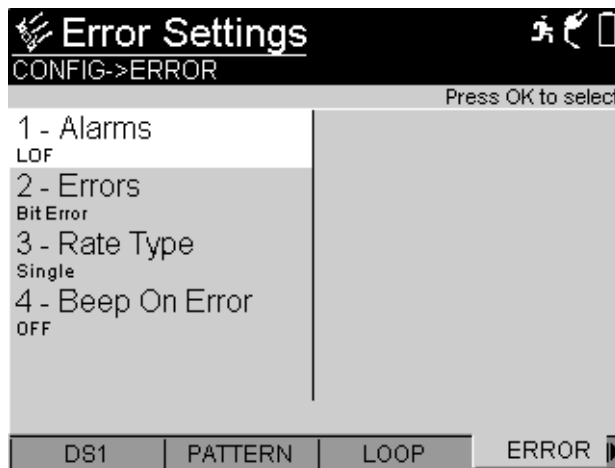 Error Settings
CONFIG->ERROR
Press OK to select
1 - Alarms
LOF
2 - Errors
Bit Error
3 - Rate Type
Single
4 - Beep On Error
OFF
DS1 PATTERN LOOP ERROR